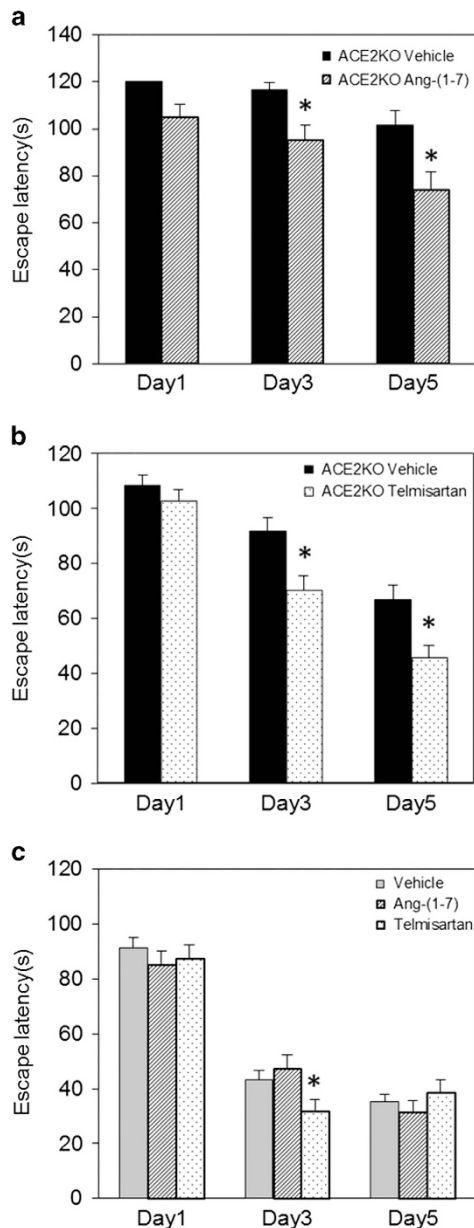 a
140
ACE2KO Vehicle
ACE2KO Ang-(1-7)
120
100
80
60
40
20
0
Escape latency(s)
*
*
Day1 Day3 Day5
b
120
ACE2KO Vehicle
ACE2KO Telmisartan
100
80
60
40
20
0
Escape latency(s)
*
*
Day1 Day3 Day5
c
120
Vehicle
Ang-(1-7)
Telmisartan
100
80
60
40
20
0
Escape latency(s)
*
Day1 Day3 Day5